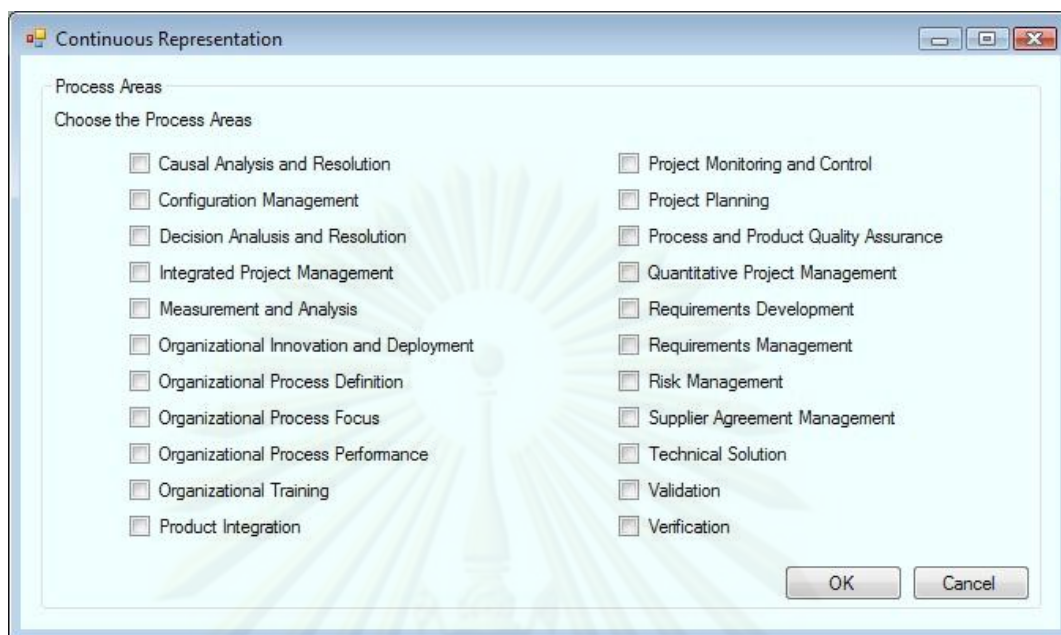 Continuous Representation
Process Areas
Choose the Process Areas
Causal Analysis and Resolution
Configuration Management
Decision Analusis and Resolution
Integrated Project Management
Measurement and Analysis
Organizational Innovation and Deployment
Organizational Process Definition
Organizational Process Focus
Organizational Process Performance
Organizational Training
Product Integration
Project Monitoring and Control
Project Planning
Process and Product Quality Assurance
Quantitative Project Management
Requirements Development
Requirements Management
Risk Management
Supplier Agreement Management
Technical Solution
Validation
Verification
OK Cancel